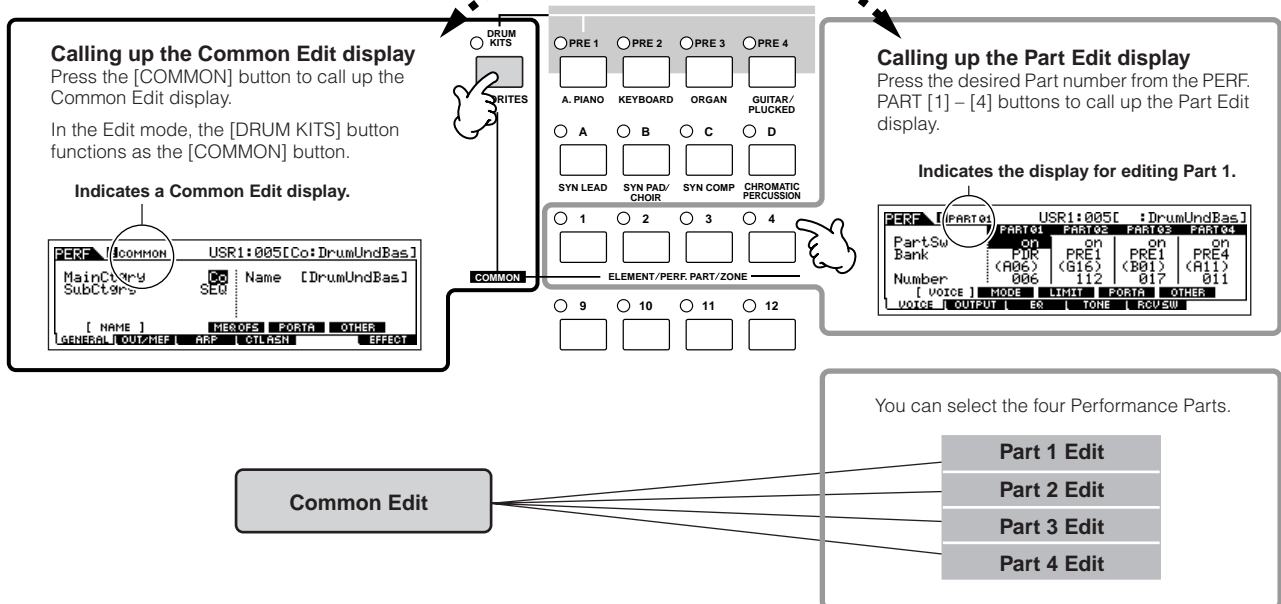 Calling up the Common Edit display
Press the [COMMON] button to call up the
Common Edit display.
In the Edit mode, the [DRUM KITS] button
functions as the [COMMON] button.
Indicates a Common Edit display.
PERF COMMON USR1:005[Co:DrumUndBas]
MainCtgry Co Name [DrumUndBas]
SubCtgry SEQ
[ NAME ] MEQ OFS PORTA OTHER
GENERAL OUT/MEF ARP CTL ASN EFFECT
DRUM
KITS
PRE 1 PRE 2 PRE 3 PRE 4
A. PIANO KEYBOARD ORGAN GUITAR/
PLUCKED
A B C D
SYN LEAD SYN PAD/
CHOIR
SYN COMP CHROMATIC
PERCUSSION
1 2 3 4
COMMON ELEMENT/PERF. PART/ZONE
9 10 11 12
Calling up the Part Edit display
Press the desired Part number from the PERF.
PART [1] – [4] buttons to call up the Part Edit
display.
Indicates the display for editing Part 1.
PERF PART01 USR1:005[ :DrumUndBas]
PART01 PART02 PART03 PART04
PartSw on on on on
Bank PDR PRE1 PRE1 PRE4
(A06) (G16) (B01) (A11)
Number 006 112 017 011
[ VOICE ] MODE LIMIT PORTA OTHER
VOICE OUTPUT EQ TONE RCV SW
You can select the four Performance Parts.
Common Edit
Part 1 Edit
Part 2 Edit
Part 3 Edit
Part 4 Edit